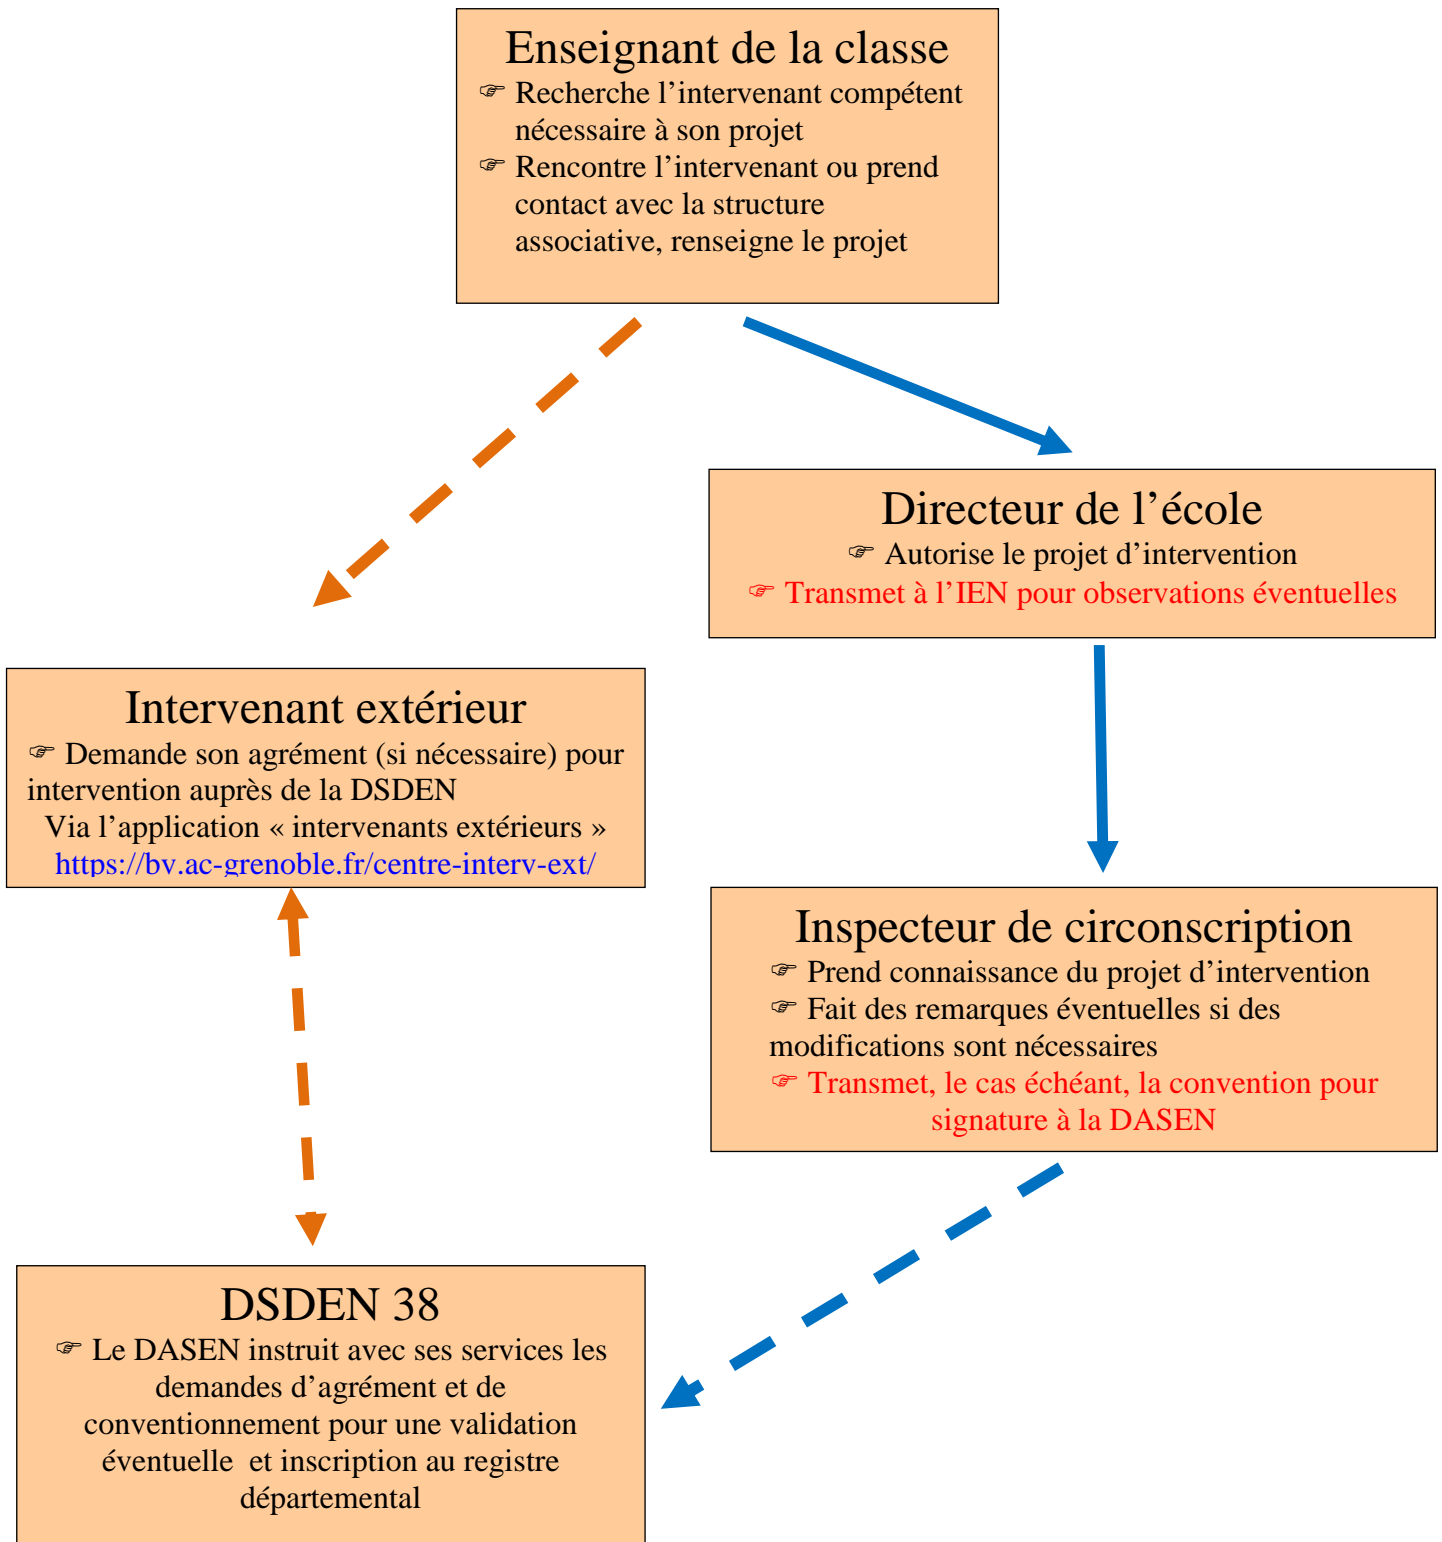 Enseignant de la classe
☞ Recherche l’intervenant compétent
nécessaire à son projet
☞ Rencontre l’intervenant ou prend
contact avec la structure
associative, renseigne le projet
Directeur de l’école
☞ Autorise le projet d’intervention
☞ Transmet à l’IEN pour observations éventuelles
Intervenant extérieur
☞ Demande son agrément (si nécessaire) pour
intervention auprès de la DSDEN
Via l’application « intervenants extérieurs »
https://bv.ac-grenoble.fr/centre-interv-ext/
Inspecteur de circonscription
☞ Prend connaissance du projet d’intervention
☞ Fait des remarques éventuelles si des
modifications sont nécessaires
☞ Transmet, le cas échéant, la convention pour
signature à la DASEN
DSDEN 38
☞ Le DASEN instruit avec ses services les
demandes d’agrément et de
conventionnement pour une validation
éventuelle et inscription au registre
départemental